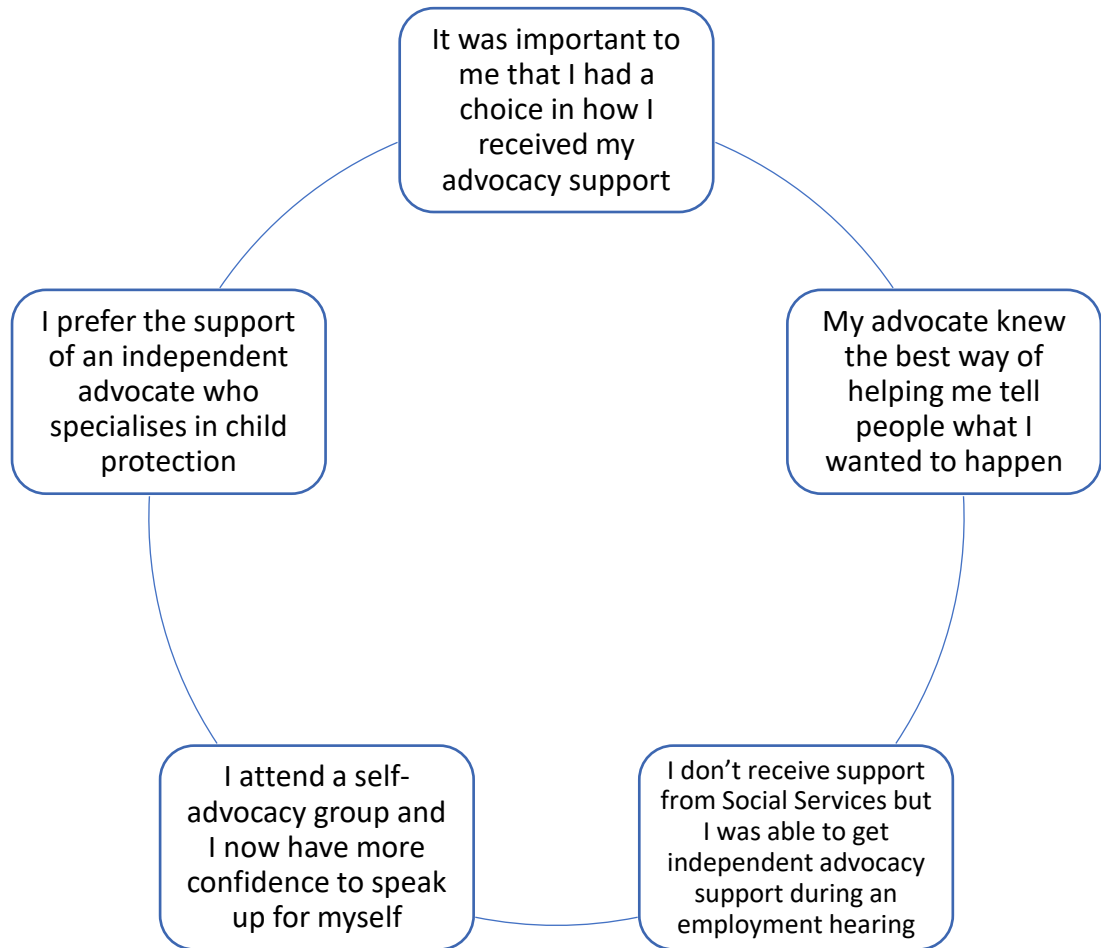 It was important to
me that I had a
choice in how I
received my
advocacy support
My advocate knew
the best way of
helping me tell
people what I
wanted to happen
I don’t receive support
from Social Services but
I was able to get
independent advocacy
support during an
employment hearing
I attend a self-
advocacy group and
I now have more
confidence to speak
up for myself
I prefer the support
of an independent
advocate who
specialises in child
protection